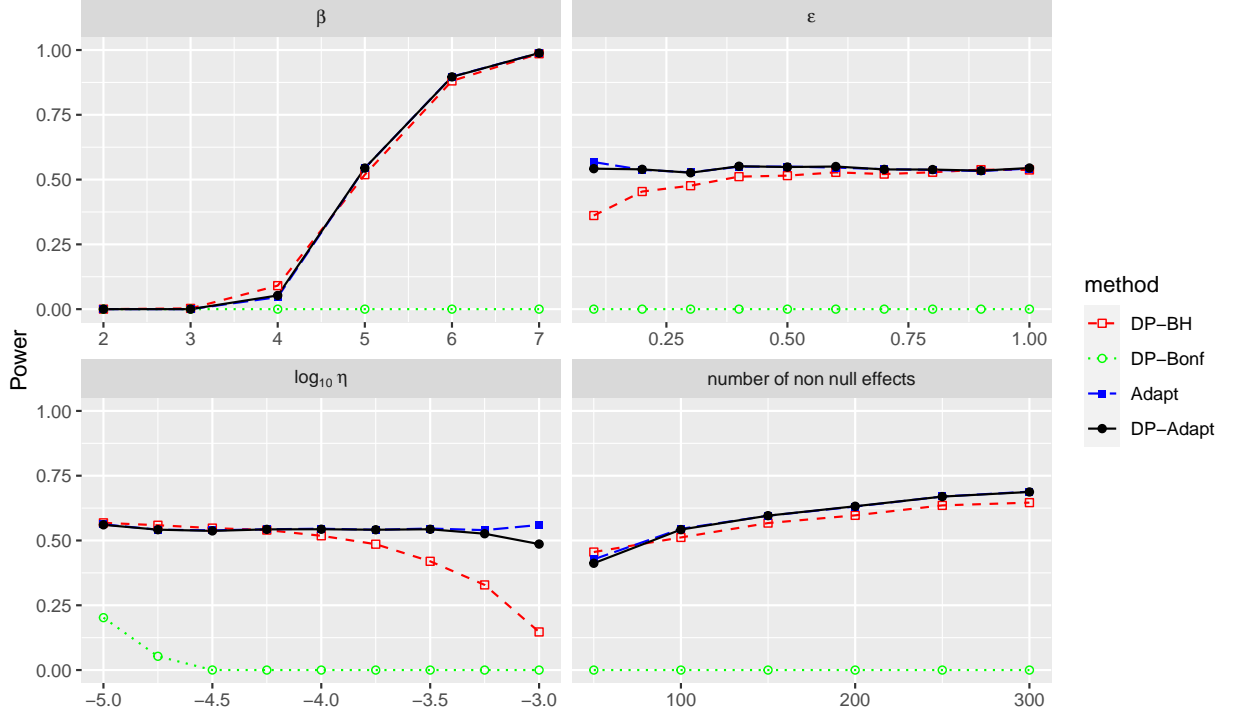 β
ε
1.00
0.75
0.50
0.25
0.00
2 3 4 5 6 7
0.25 0.50 0.75 1.00
Power
log₁₀ η
number of non null effects
1.00
0.75
0.50
0.25
0.00
−5.0 −4.5 −4.0 −3.5 −3.0
100 200 300
method
DP−BH
DP−Bonf
Adapt
DP−Adapt